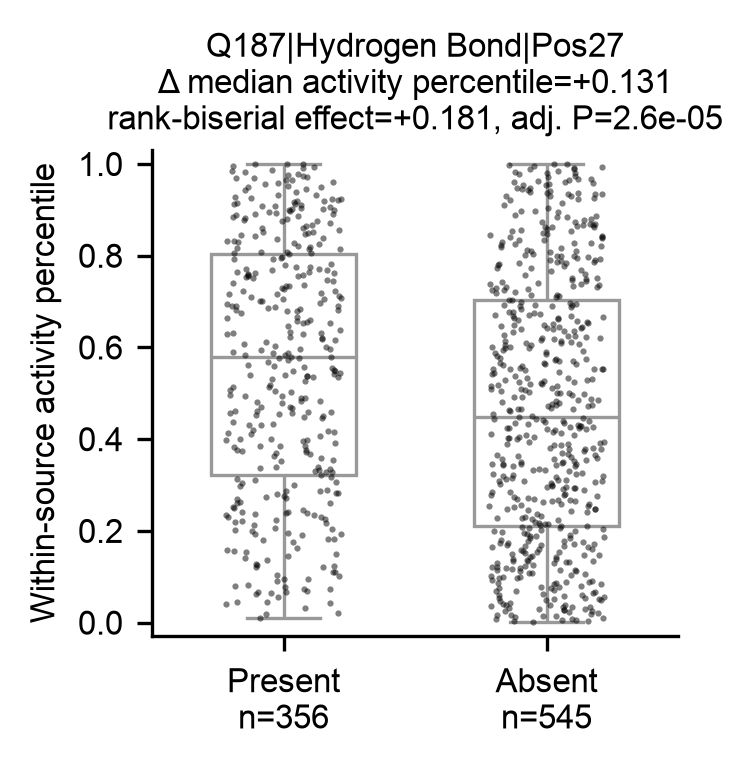 Q187|Hydrogen Bond|Pos27
Δ median activity percentile=+0.131
rank-biserial effect=+0.181, adj. P=2.6e-05
Within-source activity percentile
1.0
0.8
0.6
0.4
0.2
0.0
Present
n=356
Absent
n=545